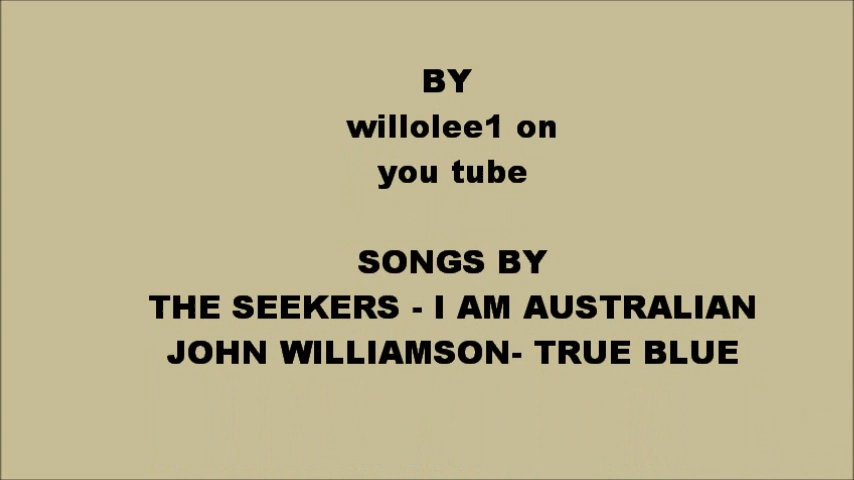 BY
willolee1 on
you tube
SONGS BY
THE SEEKERS - I AM AUSTRALIAN
JOHN WILLIAMSON- TRUE BLUE